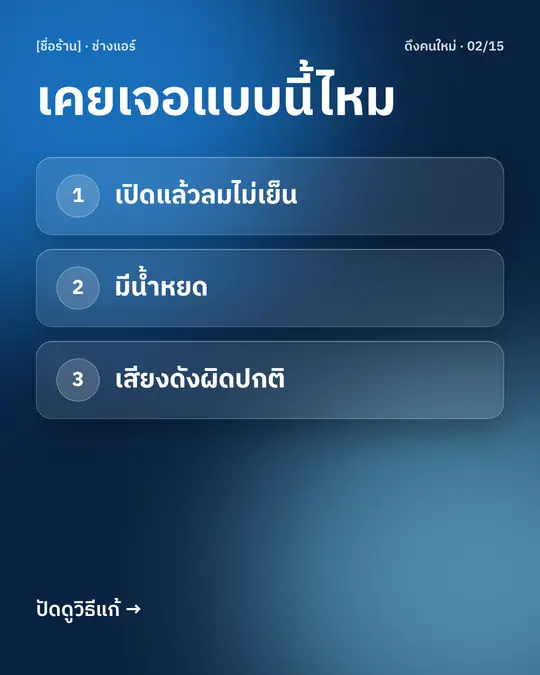 [ชื่อร้าน] · ช่างแอร์
ดึงคนใหม่ · 02/15
เคยเจอแบบนี้ไหม
1 เปิดแล้วลมไม่เย็น
2 มีน้ำหยด
3 เสียงดังผิดปกติ
ปัดดูวิธีแก้ →